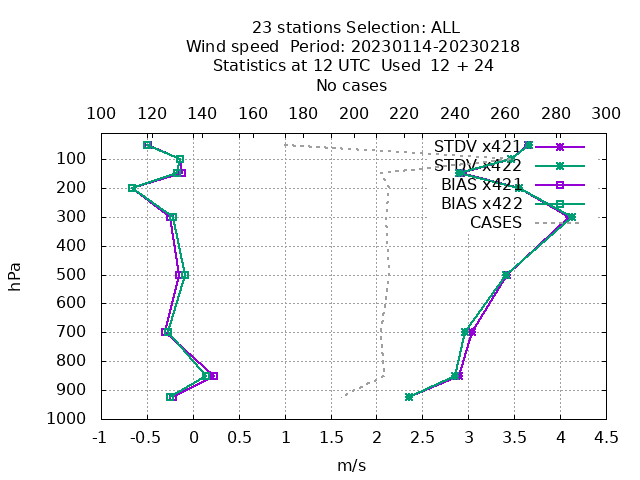 23 stations Selection: ALL
Wind speed  Period: 20230114-20230218
Statistics at 12 UTC  Used  12 + 24
No cases
100 120 140 160 180 200 220 240 260 280 300
STDV x421
100 STDV x422
200 BIAS x421
BIAS x422
300 CASES
400
hPa
500
600
700
800
900
1000
-1 -0.5 0 0.5 1 1.5 2 2.5 3 3.5 4 4.5
m/s